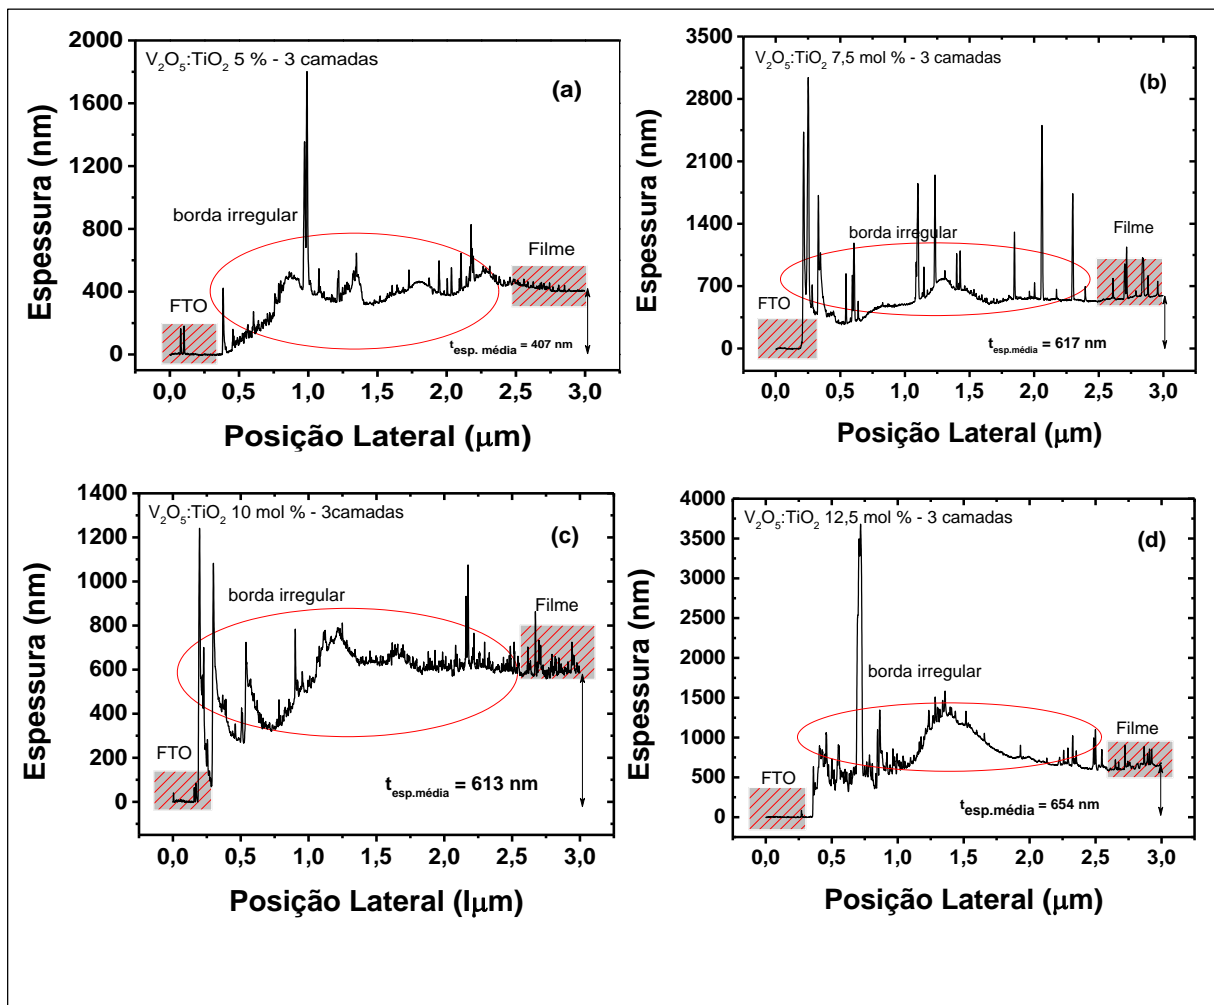 V₂O₅:TiO₂ 5 % - 3 camadas
(a)
borda irregular
Filme
FTO
t esp. média = 407 nm
Espessura (nm)
2000
1600
1200
800
400
0
0,0 0,5 1,0 1,5 2,0 2,5 3,0
Posição Lateral (μm)
V₂O₅:TiO₂ 7,5 mol % - 3 camadas
(b)
Filme
borda irregular
FTO
t esp.média = 617 nm
Espessura (nm)
3500
2800
2100
1400
700
0
0,0 0,5 1,0 1,5 2,0 2,5 3,0
Posição Lateral (μm)
V₂O₅:TiO₂ 10 mol % - 3camadas
(c)
borda irregular
Filme
FTO
t esp.média = 613 nm
Espessura (nm)
1400
1200
1000
800
600
400
200
0
0,0 0,5 1,0 1,5 2,0 2,5 3,0
Posição Lateral (lμm)
V₂O₅:TiO₂ 12,5 mol % - 3 camadas
(d)
borda irregular
Filme
FTO
t esp.média = 654 nm
Espessura (nm)
4000
3500
3000
2500
2000
1500
1000
500
0
0,0 0,5 1,0 1,5 2,0 2,5 3,0
Posição Lateral (μm)